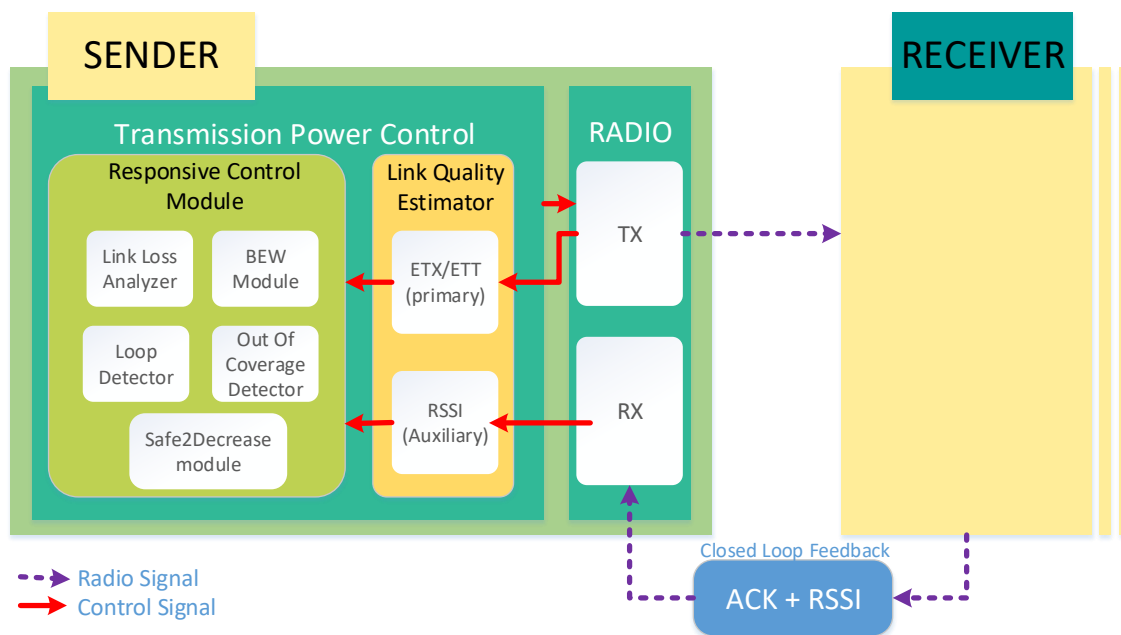 SENDER
RECEIVER
Transmission Power Control
RADIO
Responsive Control
Module
Link Quality
Estimator
Link Loss
Analyzer
BEW
Module
ETX/ETT
(primary)
TX
Loop
Detector
Out Of
Coverage
Detector
RSSI
(Auxiliary)
RX
Safe2Decrease
module
Closed Loop Feedback
ACK + RSSI
Radio Signal
Control Signal